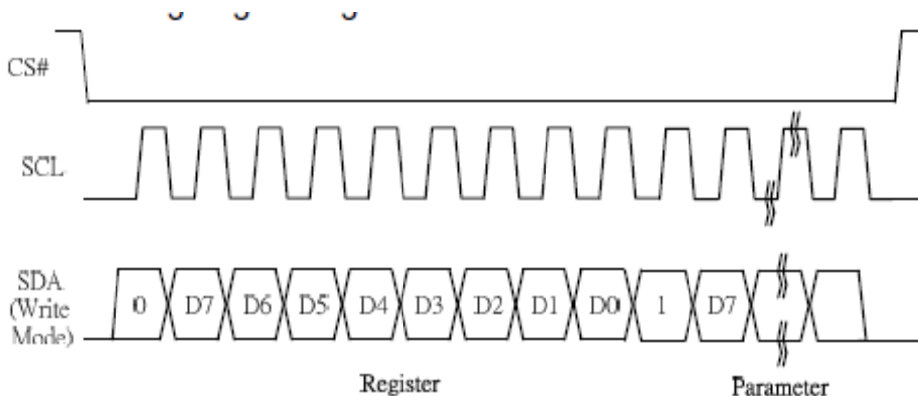 CS#
SCL
SDA
(Write
Mode)
0 D7 D6 D5 D4 D3 D2 D1 D0 1 D7
Register Parameter